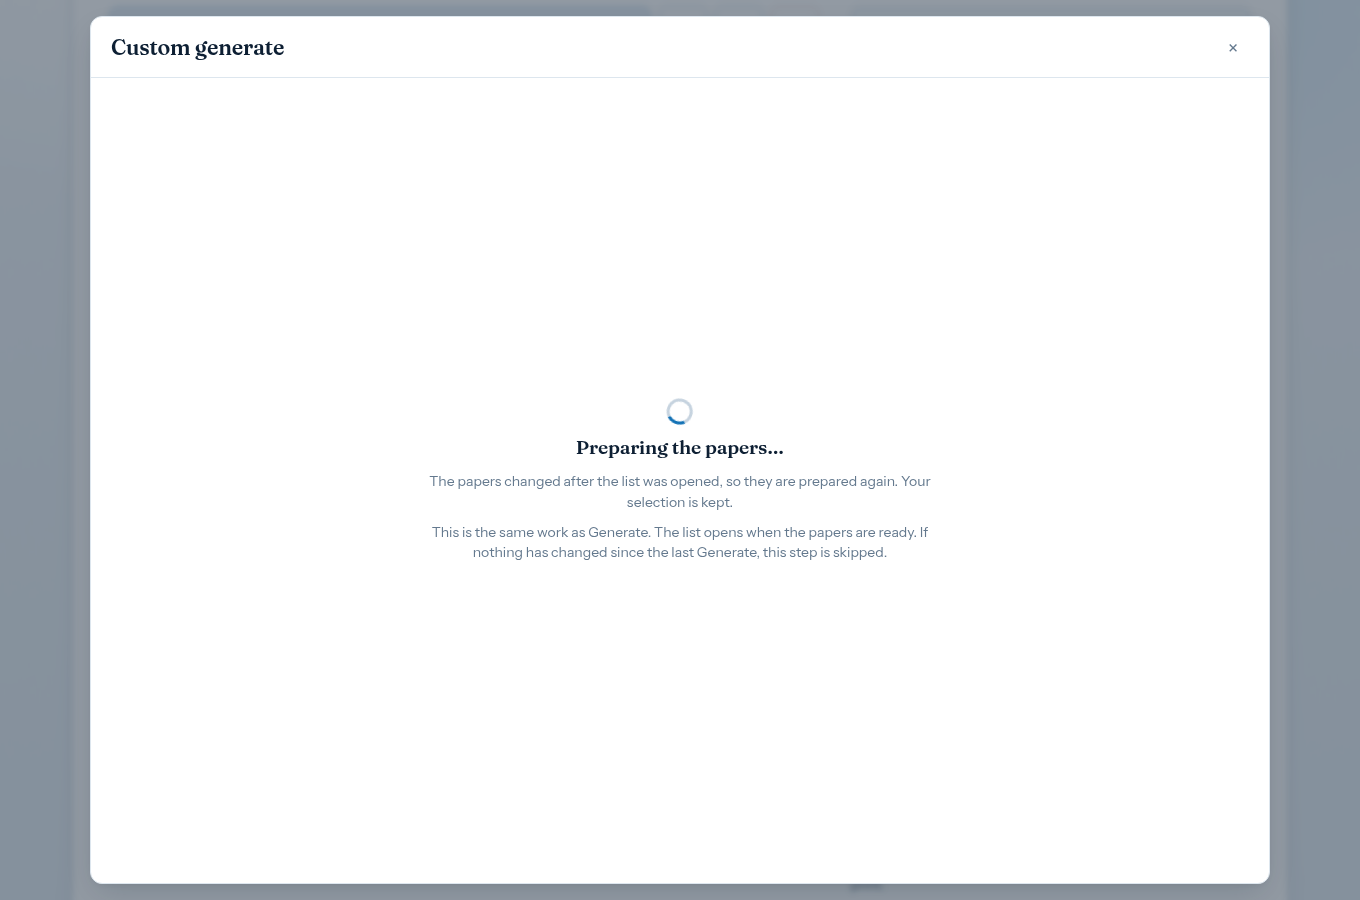 Custom generate
×
Preparing the papers...
The papers changed after the list was opened, so they are prepared again. Your
selection is kept.
This is the same work as Generate. The list opens when the papers are ready. If
nothing has changed since the last Generate, this step is skipped.